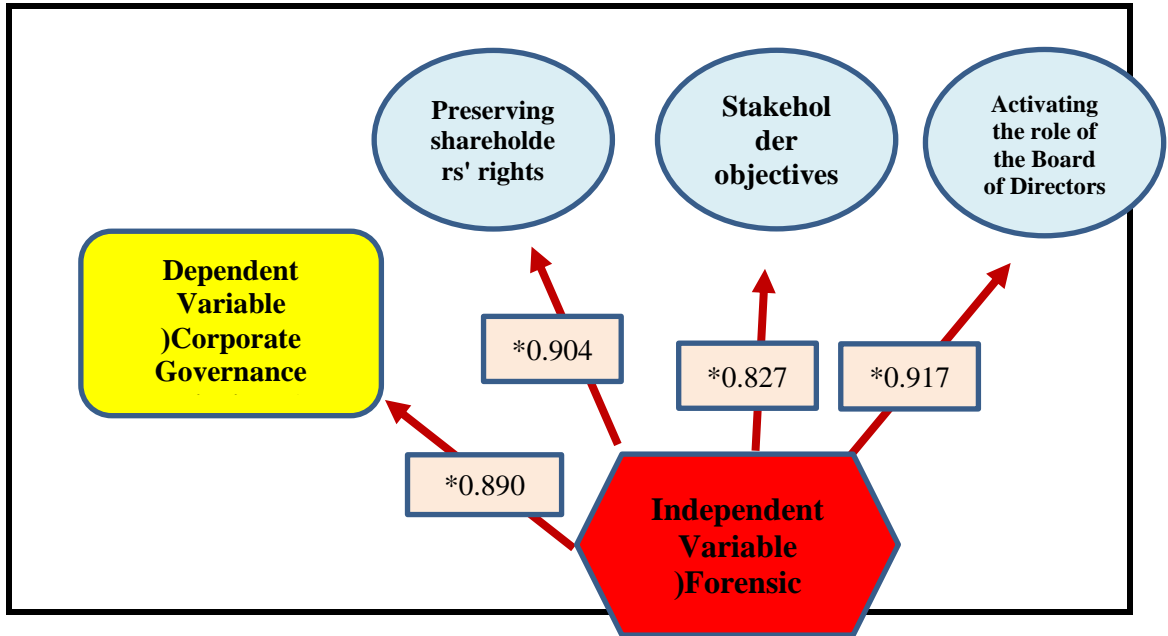 Preserving
shareholde
rs' rights
Stakehol
der
objectives
Activating
the role of
the Board
of Directors
Dependent
Variable
)Corporate
Governance
*0.904
*0.827
*0.917
*0.890
Independent
Variable
)Forensic